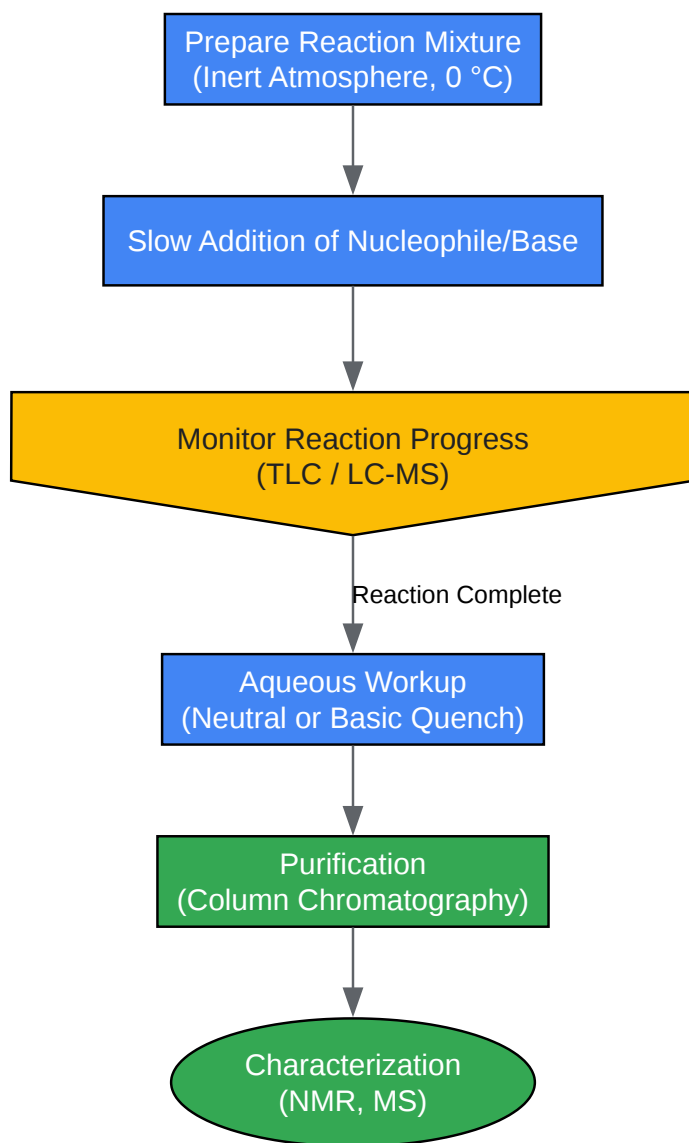 Prepare Reaction Mixture
(Inert Atmosphere, 0 °C)
Slow Addition of Nucleophile/Base
Monitor Reaction Progress
(TLC / LC-MS)
Reaction Complete
Aqueous Workup
(Neutral or Basic Quench)
Purification
(Column Chromatography)
Characterization
(NMR, MS)